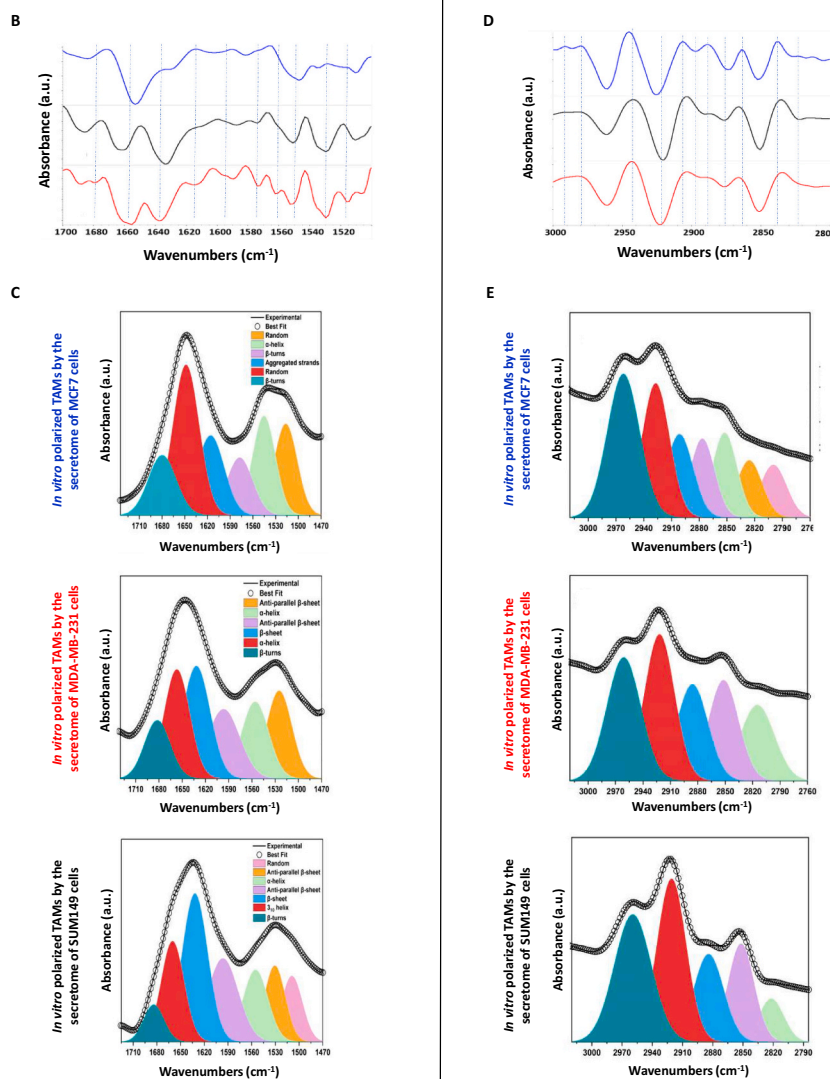 B
Absorbance (a.u.)
1700 1680 1660 1640 1620 1600 1580 1560 1540 1520
Wavenumbers (cm-1)
D
Absorbance (a.u.)
3000 2950 2900 2850 280
Wavenumbers (cm-1)
C
In vitro polarized TAMs by the
secretome of MCF7 cells
Absorbance (a.u.)
Experimental
Best Fit
Random
α-helix
β-turns
Aggregated strands
Random
β-turns
1710 1680 1650 1620 1590 1560 1530 1500 1470
Wavenumbers (cm-1)
In vitro polarized TAMs by the
secretome of MDA-MB-231 cells
Absorbance (a.u.)
Experimental
Best Fit
Anti-parallel β-sheet
α-helix
Anti-parallel β-sheet
β-sheet
α-helix
β-turns
1710 1680 1650 1620 1590 1560 1530 1500 1470
Wavenumbers (cm-1)
In vitro polarized TAMs by the
secretome of SUM149 cells
Absorbance (a.u.)
Experimental
Best Fit
Random
Anti-parallel β-sheet
α-helix
Anti-parallel β-sheet
β-sheet
3₁₀ helix
β-turns
1710 1680 1650 1620 1590 1560 1530 1500 1470
Wavenumbers (cm-1)
E
In vitro polarized TAMs by the
secretome of MCF7 cells
Absorbance (a.u.)
3000 2970 2940 2910 2880 2850 2820 2790 276
Wavenumbers (cm-1)
In vitro polarized TAMs by the
secretome of MDA-MB-231 cells
Absorbance (a.u.)
3000 2970 2940 2910 2880 2850 2820 2790 2760
Wavenumbers (cm-1)
In vitro polarized TAMs by the
secretome of SUM149 cells
Absorbance (a.u.)
3000 2970 2940 2910 2880 2850 2820 2790
Wavenumbers (cm-1)